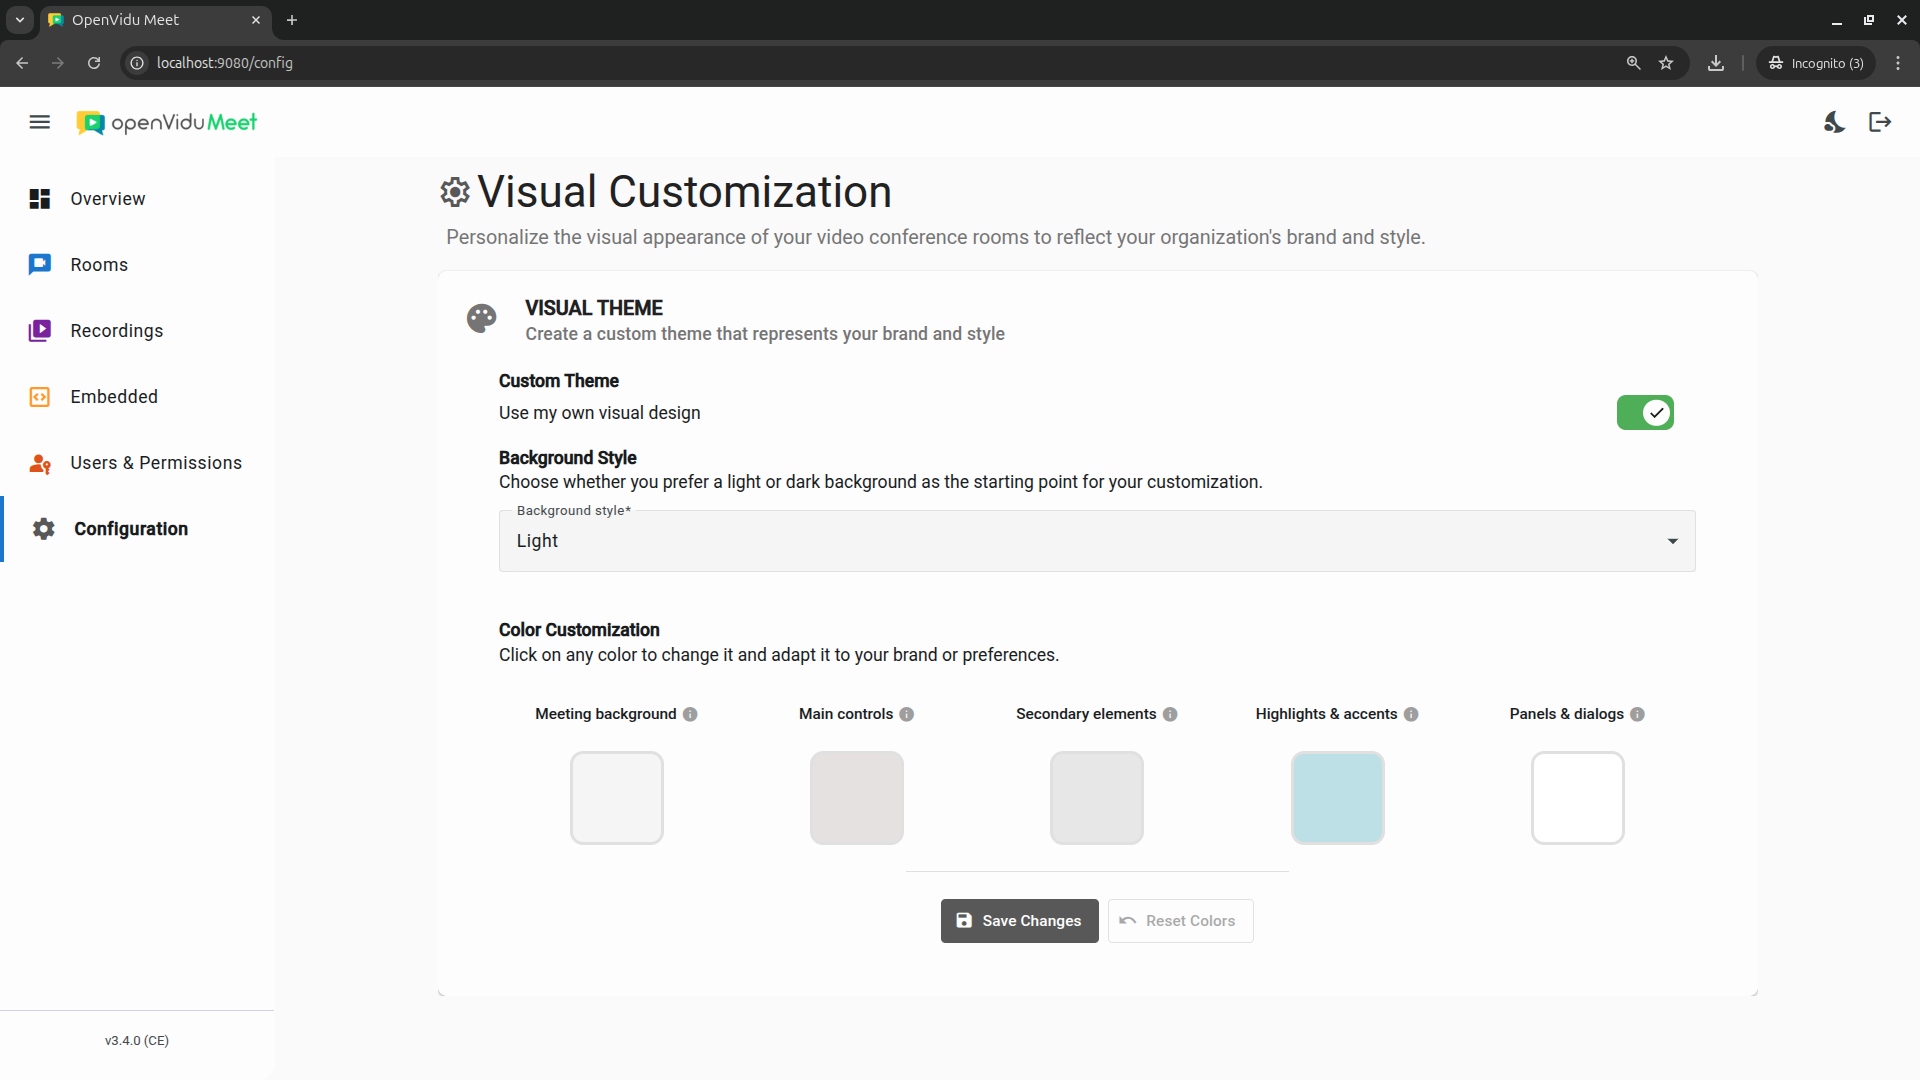 OpenVidu Meet
localhost:9080/config
Incognito (3)
openVidu Meet
Overview
Rooms
Recordings
Embedded
Users & Permissions
Configuration
v3.4.0 (CE)
Visual Customization
Personalize the visual appearance of your video conference rooms to reflect your organization's brand and style.
VISUAL THEME
Create a custom theme that represents your brand and style
Custom Theme
Use my own visual design
Background Style
Choose whether you prefer a light or dark background as the starting point for your customization.
Background style*
Light
Color Customization
Click on any color to change it and adapt it to your brand or preferences.
Meeting background
Main controls
Secondary elements
Highlights & accents
Panels & dialogs
Save Changes
Reset Colors